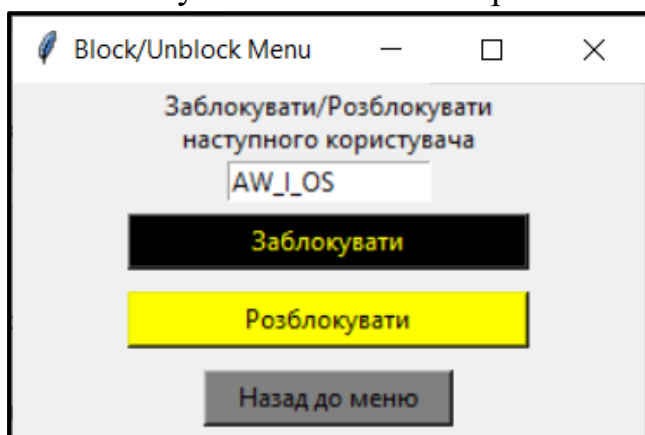 Block/Unblock Menu
Заблокувати/Розблокувати
наступного користувача
AW_I_OS
Заблокувати
Розблокувати
Назад до меню